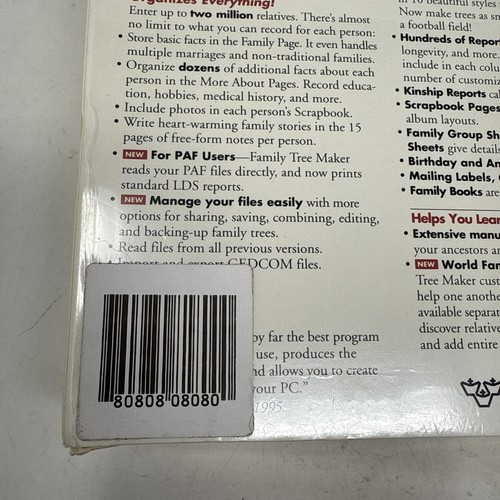 Organizes Everything!
Enter up to two million relatives. There's almost
no limit to what you can record for each person:
• Store basic facts in the Family Page. It even handles
multiple marriages and non-traditional families.
• Organize dozens of additional facts about each
person in the More About Pages. Record educa-
tion, hobbies, medical history, and more.
• Include photos in each person's Scrapbook.
• Write heart-warming family stories in the 15
pages of free-form notes per person.
• NEW For PAF Users—Family Tree Maker
reads your PAF files directly, and now prints
standard LDS reports.
• NEW Manage your files easily with more
options for sharing, saving, combining, editing,
and backing-up family trees.
• Read files from all previous versions.
• Import and export GEDCOM files.
by far the best program
use, produces the
nd allows you to create
your PC."
1995.
80808 08080
in 10 beautiful styles
Now make trees as sm
a football field!
• Hundreds of Report
longevity, and more.
include in each colu
number of customiz
• Kinship Reports cal
• Scrapbook Pages
album layouts.
• Family Group Sh
Sheets give details
• Birthday and An
• Mailing Labels, C
• Family Books are
Helps You Lear
• Extensive manu
your ancestors a
• NEW World Fam
Tree Maker cust
help one anothe
available separat
discover relative
and add entire